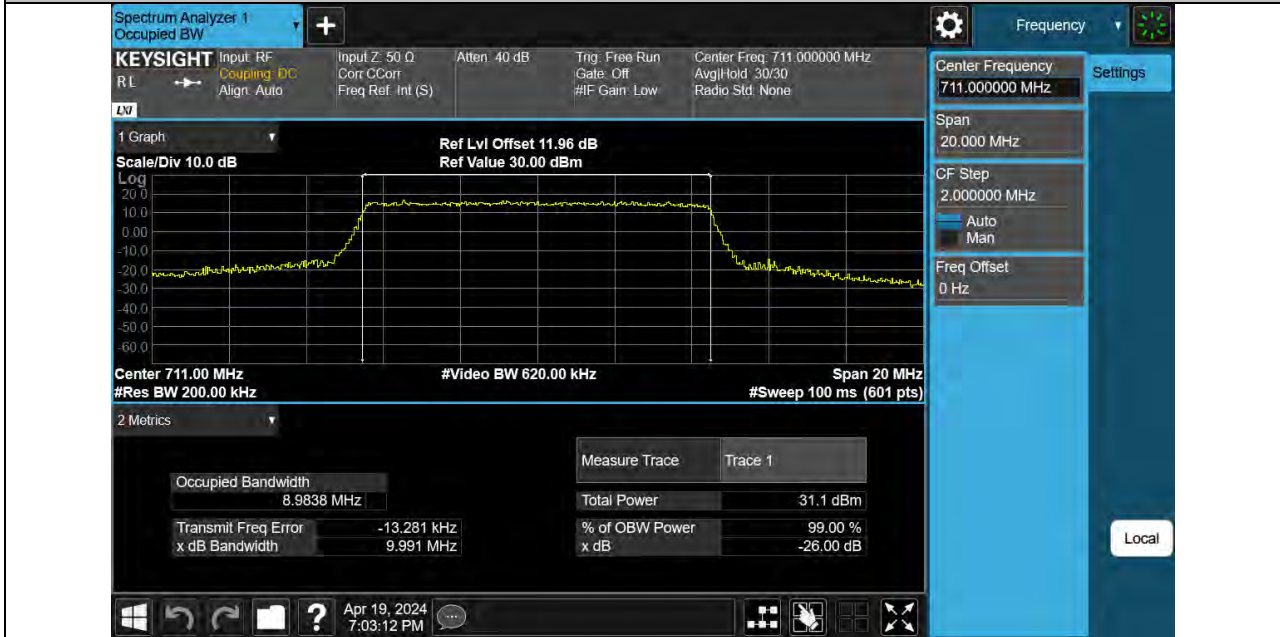 Spectrum Analyzer 1
Occupied BW
Frequency
KEYSIGHT
RL
LXI
Input: RF
Coupling: DC
Align: Auto
Input Z: 50 Ω
Corr CCorr
Freq Ref: Int (S)
Atten: 40 dB
Trig: Free Run
Gate: Off
#IF Gain: Low
Center Freq: 711.000000 MHz
Avg|Hold: 30/30
Radio Std: None
1 Graph
Scale/Div 10.0 dB
Ref Lvl Offset 11.96 dB
Ref Value 30.00 dBm
Log
20.0
10.0
0.00
-10.0
-20.0
-30.0
-40.0
-50.0
-60.0
Center 711.00 MHz
#Video BW 620.00 kHz
Span 20 MHz
#Res BW 200.00 kHz
#Sweep 100 ms (601 pts)
2 Metrics
Measure Trace
Trace 1
Occupied Bandwidth
8.9838 MHz
Total Power
31.1 dBm
Transmit Freq Error
-13.281 kHz
% of OBW Power
99.00 %
x dB Bandwidth
9.991 MHz
x dB
-26.00 dB
?
Apr 19, 2024
7:03:12 PM
Center Frequency
711.000000 MHz
Settings
Span
20.000 MHz
CF Step
2.000000 MHz
Auto
Man
Freq Offset
0 Hz
Local